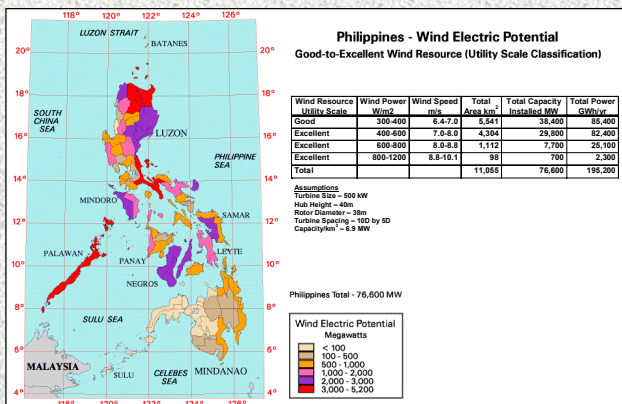 Philippines - Wind Electric Potential
Good-to-Excellent Wind Resource (Utility Scale Classification)
118° 120° 122° 124° 126°
LUZON STRAIT
BATANES
20° 20°
18° 18°
SOUTH
CHINA
SEA
16° 16°
LUZON
PHILIPPINE
SEA
14° 14°
MINDORO
SAMAR
12° 12°
PALAWAN
PANAY
LEYTE
10° 10°
NEGROS
8° 8°
SULU SEA
6° 6°
MALAYSIA
SULU
CELEBES
SEA
MINDANAO
4° 4°
118° 120° 122° 124° 126°
Wind Resource Wind Power Wind Speed Total Total Capacity Total Power
Utility Scale W/m2 m/s Area km2 Installed MW GWh/yr
Good 300-400 6.4-7.0 5,541 38,400 85,400
Excellent 400-600 7.0-8.0 4,304 29,800 82,400
Excellent 600-800 8.0-8.8 1,112 7,700 25,100
Excellent 800-1200 8.8-10.1 98 700 2,300
Total 11,055 76,600 195,200
Assumptions
Turbine Size – 500 kW
Hub Height – 40m
Rotor Diameter – 38m
Turbine Spacing – 10D by 5D
Capacity/km2 – 6.9 MW
Philippines Total - 76,600 MW
Wind Electric Potential
Megawatts
< 100
100 - 500
500 - 1,000
1,000 - 2,000
2,000 - 3,000
3,000 - 5,200